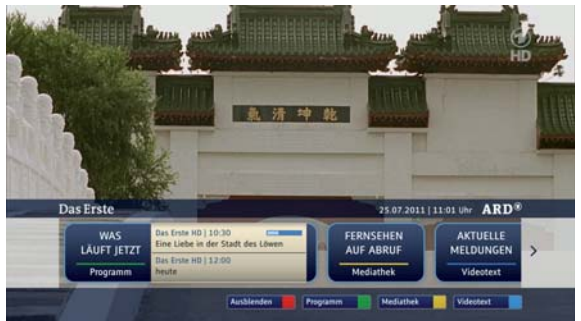 HD
氣清坤乾
Das Erste
25.07.2011 | 11:01 Uhr ARD
WAS
LÄUFT JETZT
Programm
Das Erste HD | 10:30
Eine Liebe in der Stadt des Löwen
Das Erste HD | 12:00
heute
FERNSEHEN
AUF ABRUF
Mediathek
AKTUELLE
MELDUNGEN
Videotext
Ausblenden Programm Mediathek Videotext